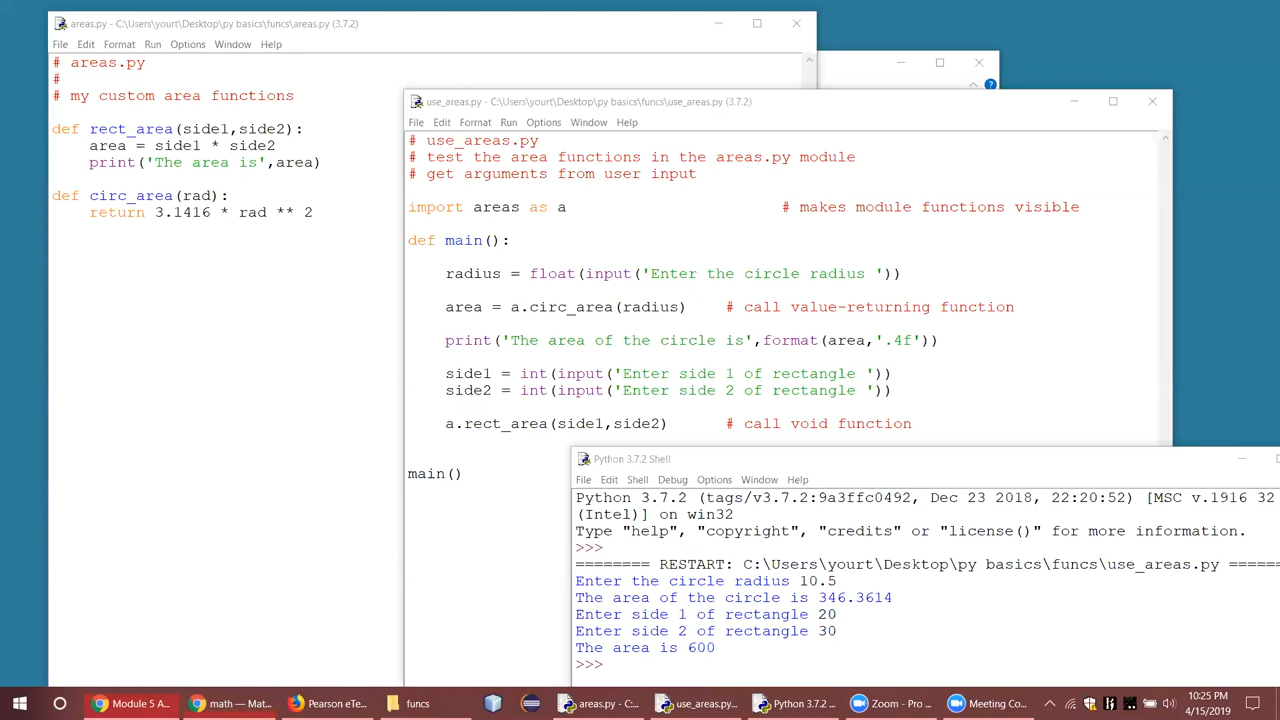 areas.py - C:\Users\yourt\Desktop\py basics\funcs\areas.py (3.7.2)
File Edit Format Run Options Window Help
# areas.py
#
# my custom area functions
def rect_area(side1,side2):
area = side1 * side2
print('The area is',area)
def circ_area(rad):
return 3.1416 * rad ** 2
use_areas.py - C:\Users\yourt\Desktop\py basics\funcs\use_areas.py (3.7.2)
File Edit Format Run Options Window Help
# use_areas.py
# test the area functions in the areas.py module
# get arguments from user input
import areas as a # makes module functions visible
def main():
radius = float(input('Enter the circle radius '))
area = a.circ_area(radius) # call value-returning function
print('The area of the circle is',format(area,'.4f'))
side1 = int(input('Enter side 1 of rectangle '))
side2 = int(input('Enter side 2 of rectangle '))
a.rect_area(side1,side2) # call void function
main()
Python 3.7.2 Shell
File Edit Shell Debug Options Window Help
Python 3.7.2 (tags/v3.7.2:9a3ffc0492, Dec 23 2018, 22:20:52) [MSC v.1916 32
(Intel)] on win32
Type "help", "copyright", "credits" or "license()" for more information.
>>>
======== RESTART: C:\Users\yourt\Desktop\py basics\funcs\use_areas.py ======
Enter the circle radius 10.5
The area of the circle is 346.3614
Enter side 1 of rectangle 20
Enter side 2 of rectangle 30
The area is 600
>>>
Module 5 A...
math — Mat...
Pearson eTe...
funcs
areas.py - C:...
use_areas.py...
Python 3.7.2 ...
Zoom - Pro ...
Meeting Co...
10:25 PM
4/15/2019